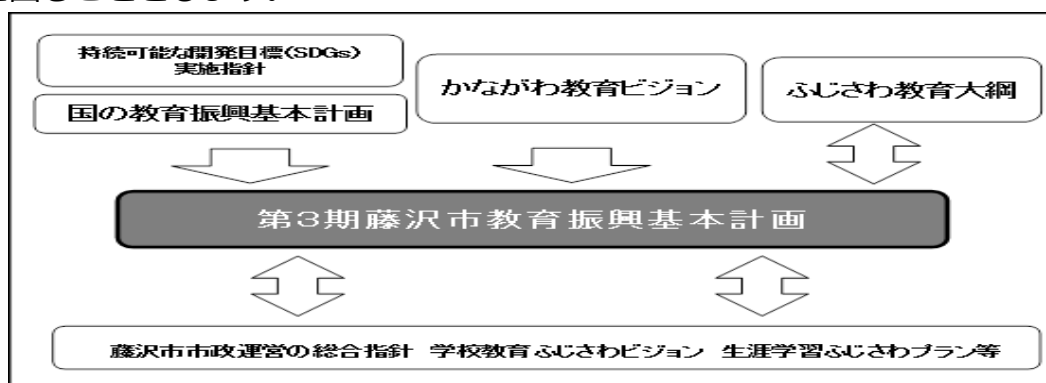 持続可能な開発目標(SDGs)
実施指針
国の教育振興基本計画
かながわ教育ビジョン
ふじさわ教育大綱
第3期藤沢市教育振興基本計画
藤沢市市政運営の総合指針 学校教育ふじさわビジョン 生涯学習ふじさわプラン等